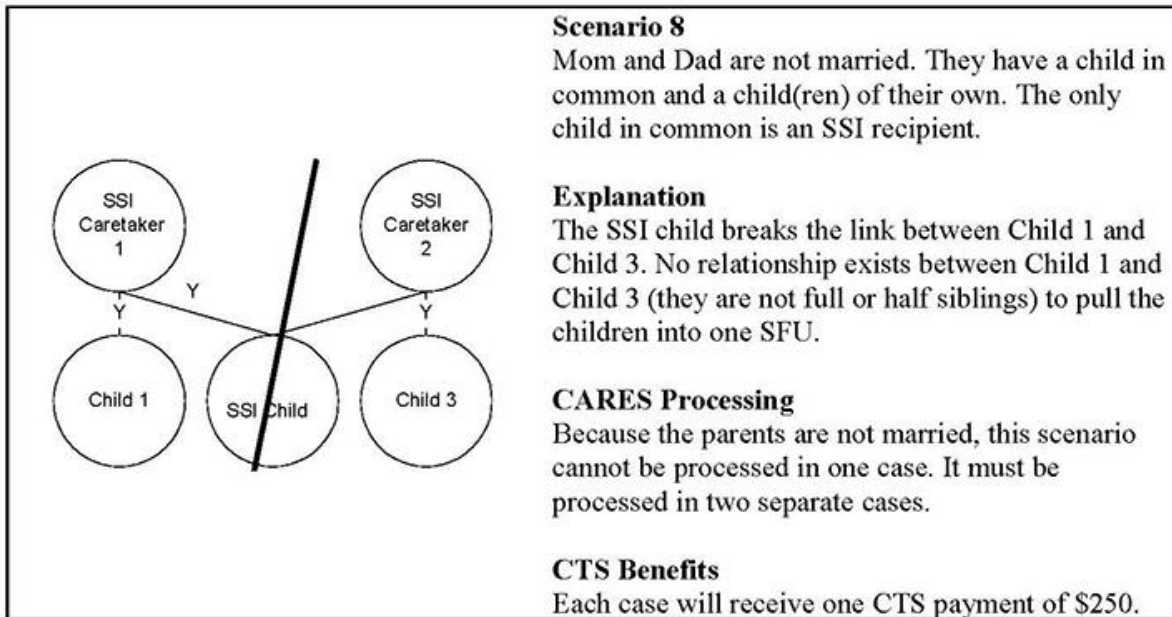 SSI
Caretaker
1
SSI
Caretaker
2
Y
Y
Y
Child 1
SSI Child
Child 3
Scenario 8
Mom and Dad are not married. They have a child in
common and a child(ren) of their own. The only
child in common is an SSI recipient.
Explanation
The SSI child breaks the link between Child 1 and
Child 3. No relationship exists between Child 1 and
Child 3 (they are not full or half siblings) to pull the
children into one SFU.
CARES Processing
Because the parents are not married, this scenario
cannot be processed in one case. It must be
processed in two separate cases.
CTS Benefits
Each case will receive one CTS payment of $250.